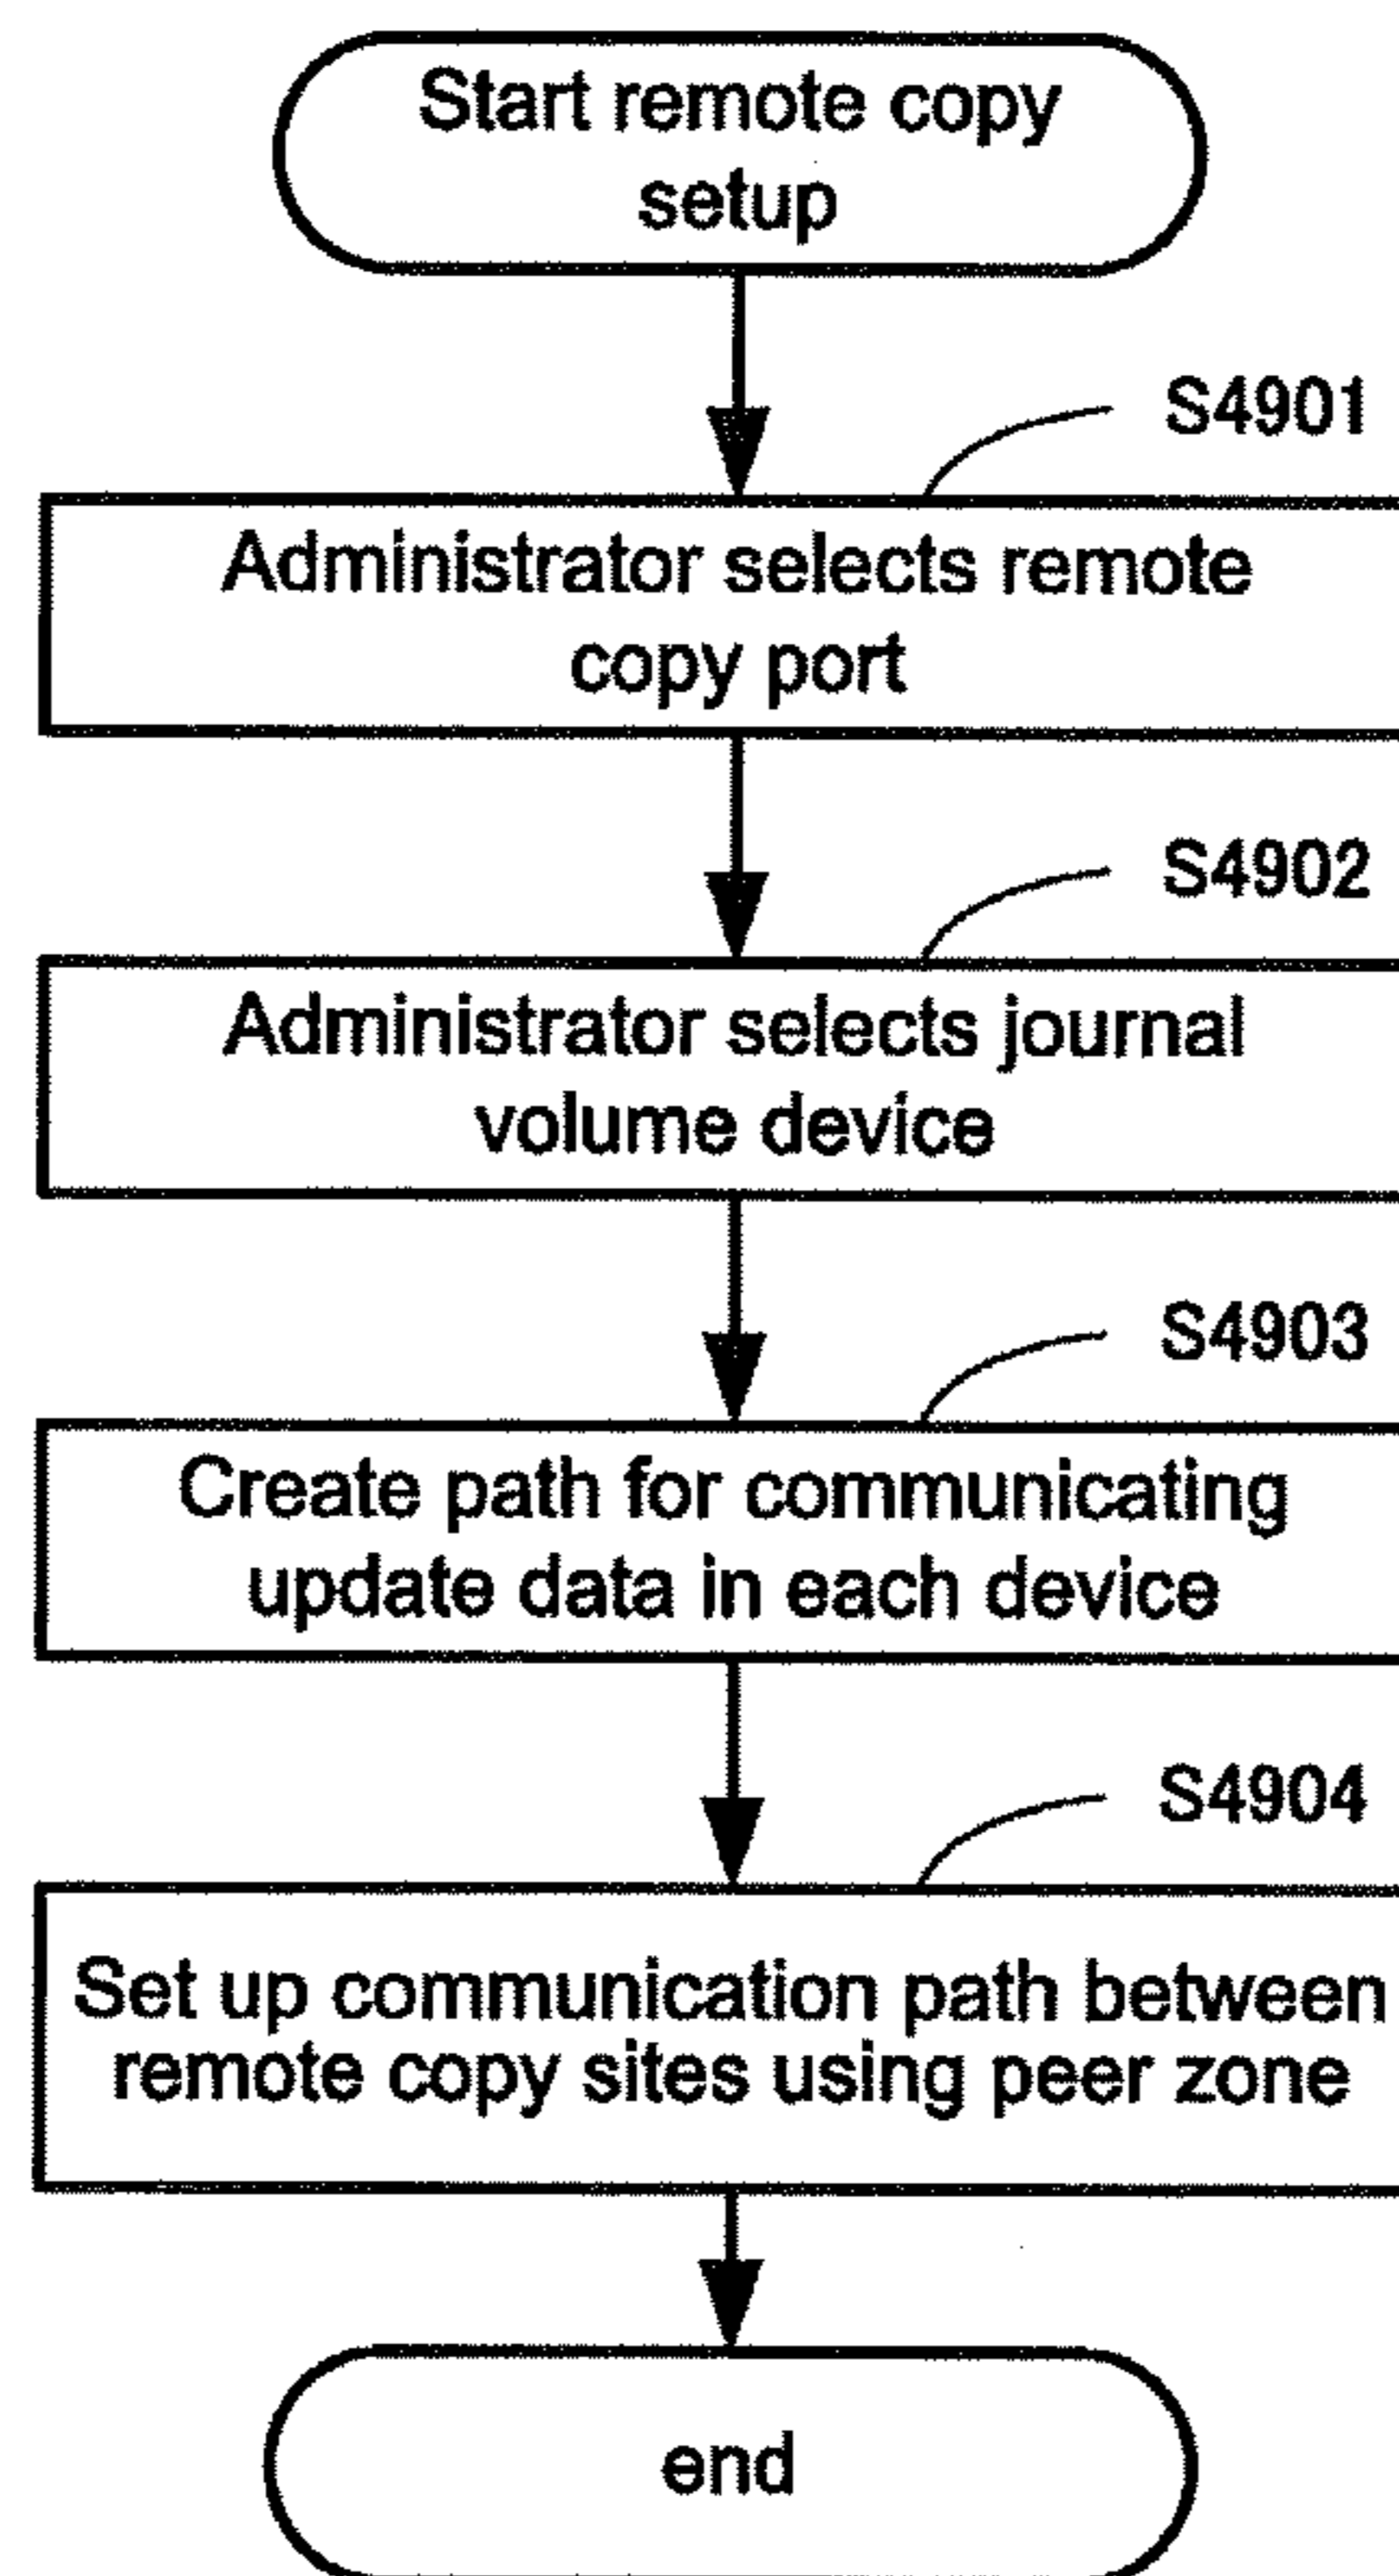 Start remote copy
setup
S4901
Administrator selects remote
copy port
S4902
Administrator selects journal
volume device
S4903
Create path for communicating
update data in each device
S4904
Set up communication path between
remote copy sites using peer zone
end